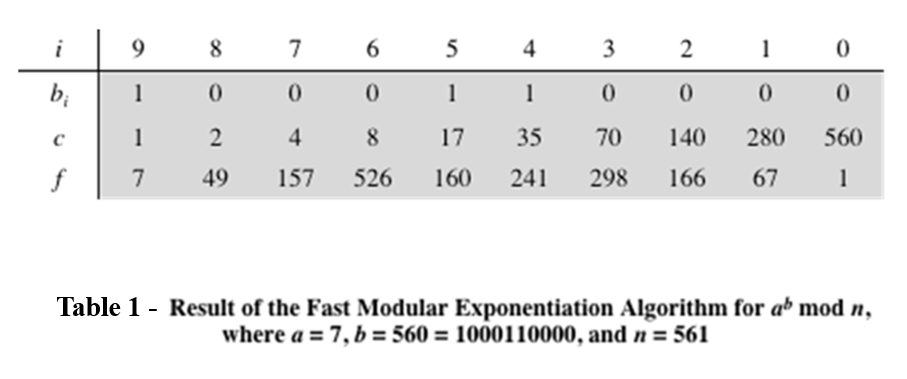 i 9 8 7 6 5 4 3 2 1 0
bᵢ 1 0 0 0 1 1 0 0 0 0
c 1 2 4 8 17 35 70 140 280 560
f 7 49 157 526 160 241 298 166 67 1
Table 1 - Result of the Fast Modular Exponentiation Algorithm for aᵇ mod n,
where a = 7, b = 560 = 1000110000, and n = 561